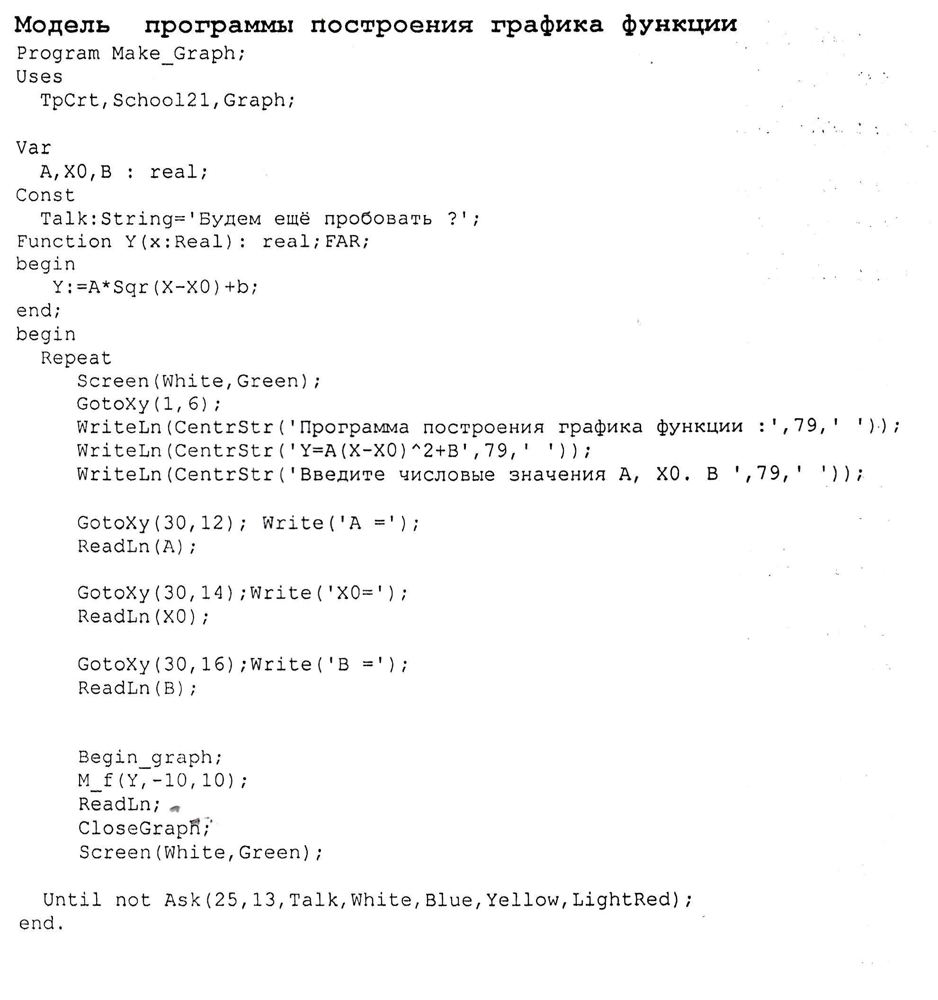 Модель  программы построения графика функции
Program Make_Graph;
Uses
  TpCrt,School21,Graph;

Var
  A,X0,B : real;
Const
  Talk:String='Будем ещё пробовать ?';
Function Y(x:Real): real;FAR;
begin
   Y:=A*Sqr(X-X0)+b;
end;
begin
  Repeat
     Screen(White,Green);
     GotoXy(1,6);
     WriteLn(CentrStr('Программа построения графика функции :',79,' '));
     WriteLn(CentrStr('Y=A(X-X0)^2+B',79,' '));
     WriteLn(CentrStr('Введите числовые значения A, X0. B ',79,' '));

     GotoXy(30,12); Write('A =');
     ReadLn(A);

     GotoXy(30,14);Write('X0=');
     ReadLn(X0);

     GotoXy(30,16);Write('B =');
     ReadLn(B);

     Begin_graph;
     M_f(Y,-10,10);
     ReadLn;
     CloseGraph;
     Screen(White,Green);

  Until not Ask(25,13,Talk,White,Blue,Yellow,LightRed);
end.